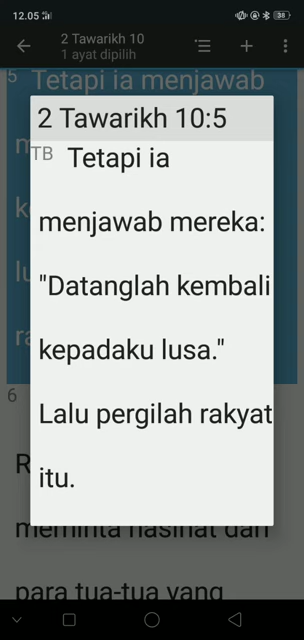 12.05
38
2 Tawarikh 10
1 ayat dipilih
5 Tetapi ia menjawab
2 Tawarikh 10:5
TB Tetapi ia
menjawab mereka:
"Datanglah kembali
kepadaku lusa."
Lalu pergilah rakyat
itu.
6
meminta nasihat dari
para tua-tua yang